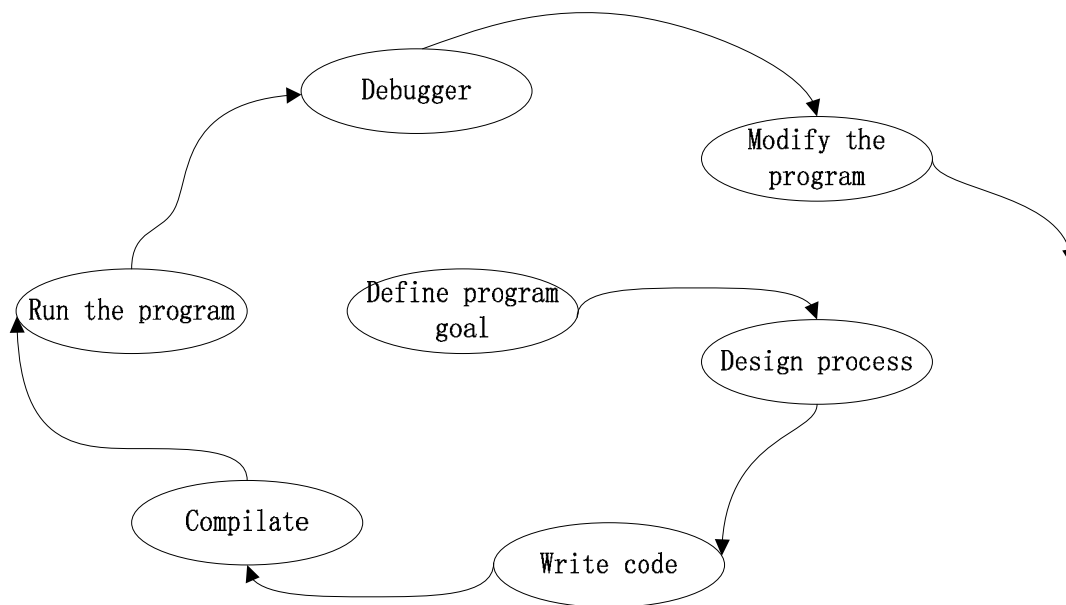 Debugger
Modify the
program
Run the program
Define program
goal
Design process
Compilate
Write code